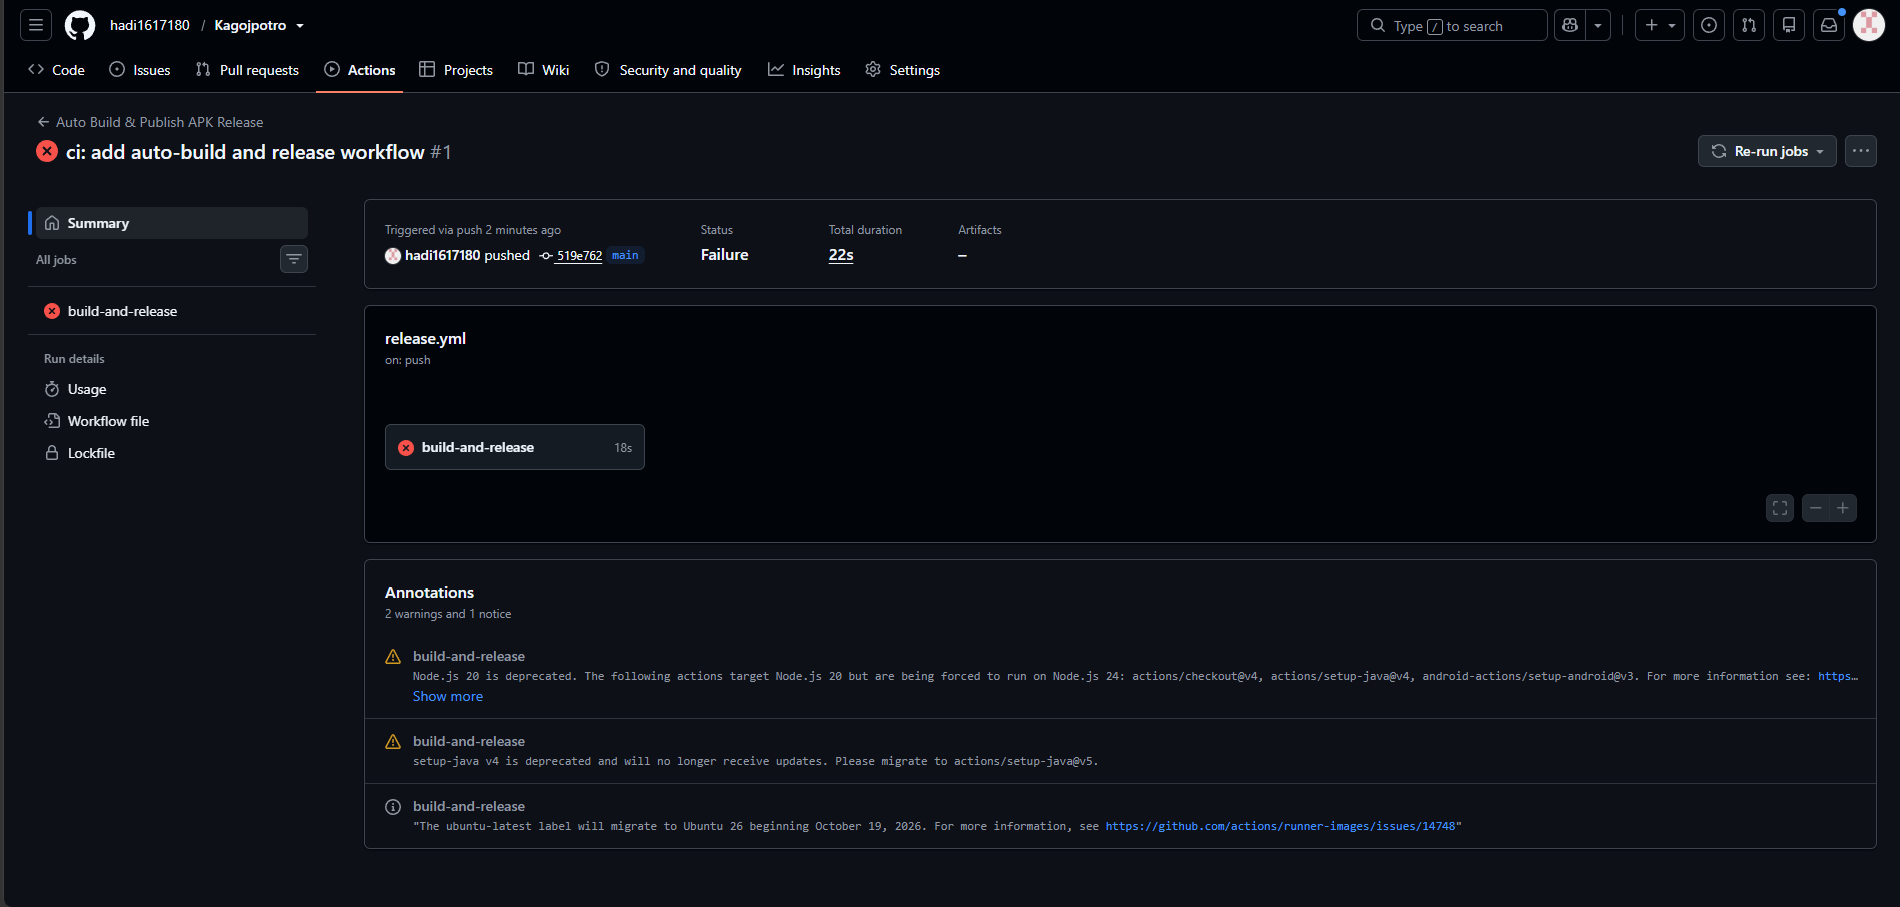 hadi1617180 / Kagojpotro
Type / to search
Code
Issues
Pull requests
Actions
Projects
Wiki
Security and quality
Insights
Settings
Auto Build & Publish APK Release
ci: add auto-build and release workflow #1
Re-run jobs
Summary
All jobs
build-and-release
Run details
Usage
Workflow file
Lockfile
Triggered via push 2 minutes ago
hadi1617180 pushed 519e762 main
Status
Failure
Total duration
22s
Artifacts
–
release.yml
on: push
build-and-release 18s
Annotations
2 warnings and 1 notice
build-and-release
Node.js 20 is deprecated. The following actions target Node.js 20 but are being forced to run on Node.js 24: actions/checkout@v4, actions/setup-java@v4, android-actions/setup-android@v3. For more information see: https…
Show more
build-and-release
setup-java v4 is deprecated and will no longer receive updates. Please migrate to actions/setup-java@v5.
build-and-release
"The ubuntu-latest label will migrate to Ubuntu 26 beginning October 19, 2026. For more information, see https://github.com/actions/runner-images/issues/14748"